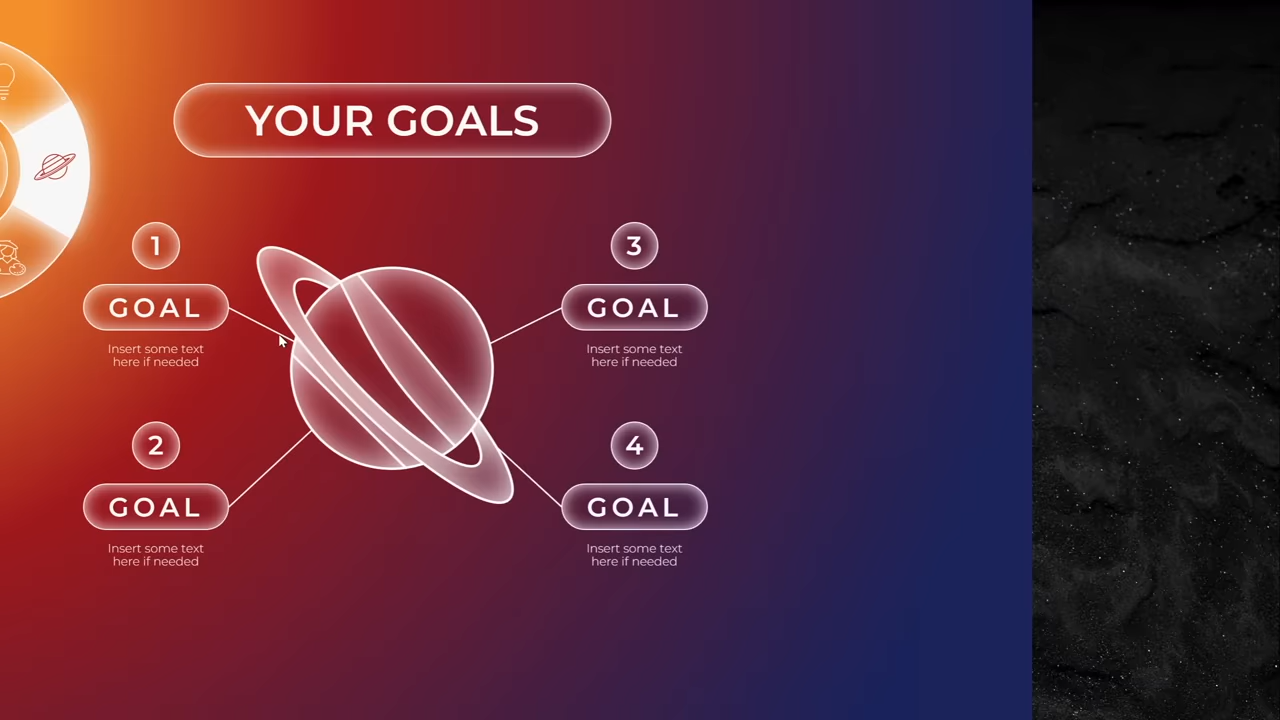 YOUR GOALS
1
GOAL
Insert some text
here if needed
2
GOAL
Insert some text
here if needed
3
GOAL
Insert some text
here if needed
4
GOAL
Insert some text
here if needed